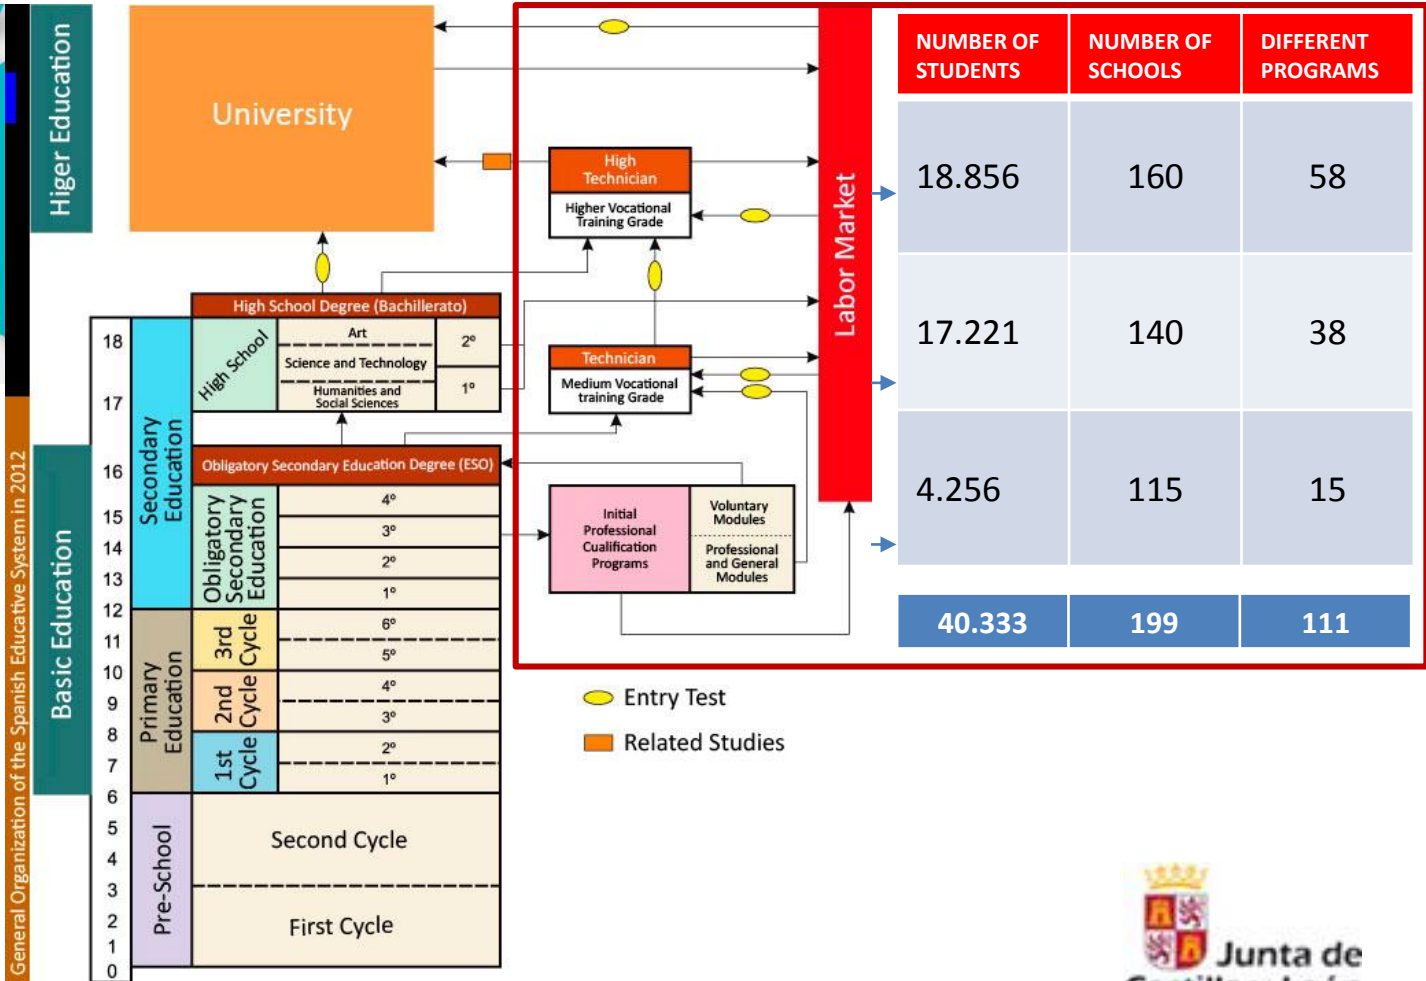 General Organization of the Spanish Educative System in 2012
Higer Education
Basic Education
University
High School Degree (Bachillerato)
High School
Art
Science and Technology
Humanities and
Social Sciences
2º
1º
Obligatory Secondary Education Degree (ESO)
Secondary
Education
Obligatory
Secondary
Education
4º
3º
2º
1º
Primary
Education
3rd
Cycle
6º
5º
2nd
Cycle
4º
3º
1st
Cycle
2º
1º
Pre-School
Second Cycle
First Cycle
18
17
16
15
14
13
12
11
10
9
8
7
6
5
4
3
2
1
0
High
Technician
Higher Vocational
Training Grade
Technician
Medium Vocational
training Grade
Initial
Professional
Cualification
Programs
Voluntary
Modules
Professional
and General
Modules
Labor Market
NUMBER OF
STUDENTS
NUMBER OF
SCHOOLS
DIFFERENT
PROGRAMS
18.856 160 58
17.221 140 38
4.256 115 15
40.333 199 111
Entry Test
Related Studies
Junta de